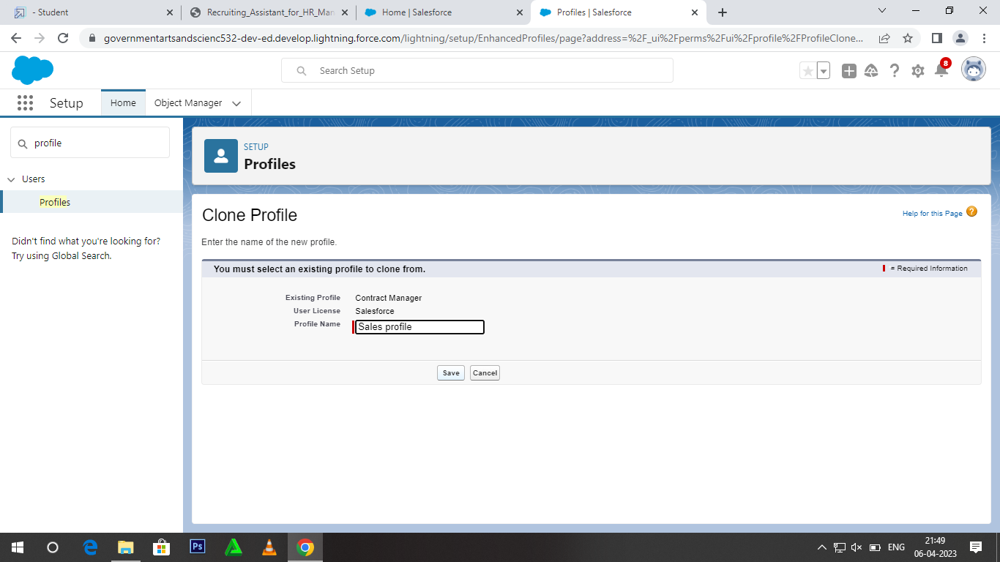 - Student
Recruiting_Assistant_for_HR_Man
Home | Salesforce
Profiles | Salesforce
governmentartsandscienc532-dev-ed.develop.lightning.force.com/lightning/setup/EnhancedProfiles/page?address=%2F_ui%2Fperms%2Fui%2Fprofile%2FProfileClone...
Search Setup
8
Setup
Home
Object Manager
profile
Users
Profiles
Didn't find what you're looking for?
Try using Global Search.
SETUP
Profiles
Clone Profile
Help for this Page ?
Enter the name of the new profile.
You must select an existing profile to clone from.
= Required Information
Existing Profile Contract Manager
User License Salesforce
Profile Name Sales profile
Save Cancel
Ps
ENG
21:49
06-04-2023